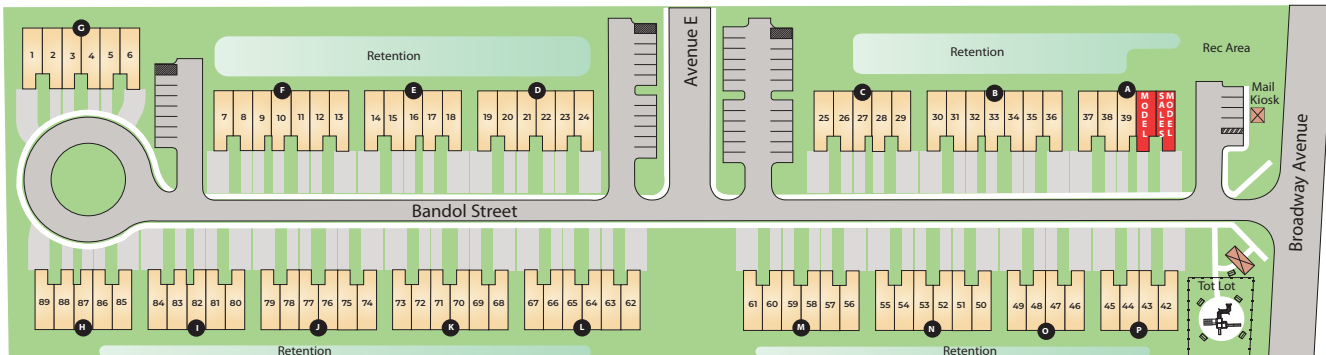 G
1 2 3 4 5 6
Retention
Avenue E
Retention
Rec Area
Mail
Kiosk
F
E
D
C
B
A
7 8 9 10 11 12 13
14 15 16 17 18
19 20 21 22 23 24
25 26 27 28 29
30 31 32 33 34 35 36
37 38 39
MODEL
SALES
MODEL
Bandol Street
Broadway Avenue
89 88 87 86 85
84 83 82 81 80
79 78 77 76 75 74
73 72 71 70 69 68
67 66 65 64 63 62
61 60 59 58 57 56
55 54 53 52 51 50
49 48 47 46
45 44 43 42
Tot Lot
H
I
J
K
L
M
N
O
P
Retention
Retention